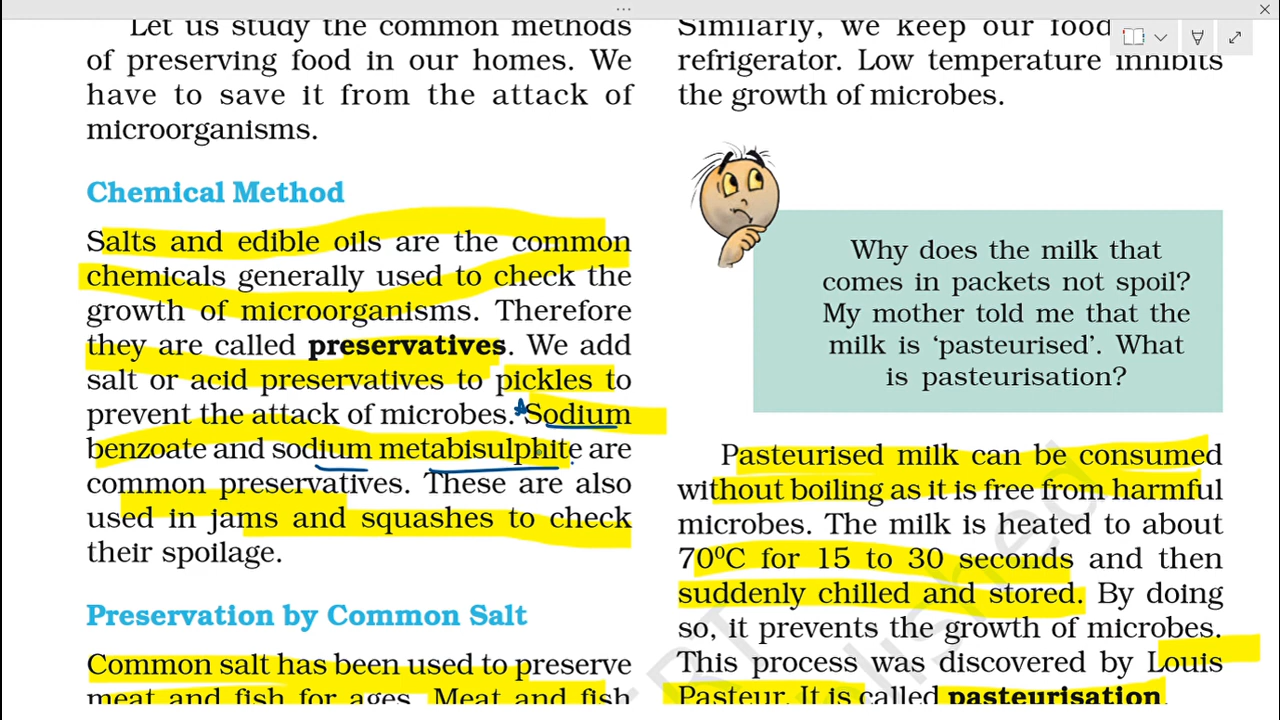 Let us study the common methods
of preserving food in our homes. We
have to save it from the attack of
microorganisms.
Chemical Method
Salts and edible oils are the common
chemicals generally used to check the
growth of microorganisms. Therefore
they are called preservatives. We add
salt or acid preservatives to pickles to
prevent the attack of microbes. Sodium
benzoate and sodium metabisulphite are
common preservatives. These are also
used in jams and squashes to check
their spoilage.
Preservation by Common Salt
Common salt has been used to preserve
meat and fish for ages. Meat and fish
Similarly, we keep our food
refrigerator. Low temperature inhibits
the growth of microbes.
Why does the milk that
comes in packets not spoil?
My mother told me that the
milk is ‘pasteurised’. What
is pasteurisation?
Pasteurised milk can be consumed
without boiling as it is free from harmful
microbes. The milk is heated to about
70⁰C for 15 to 30 seconds and then
suddenly chilled and stored. By doing
so, it prevents the growth of microbes.
This process was discovered by Louis
Pasteur. It is called pasteurisation.